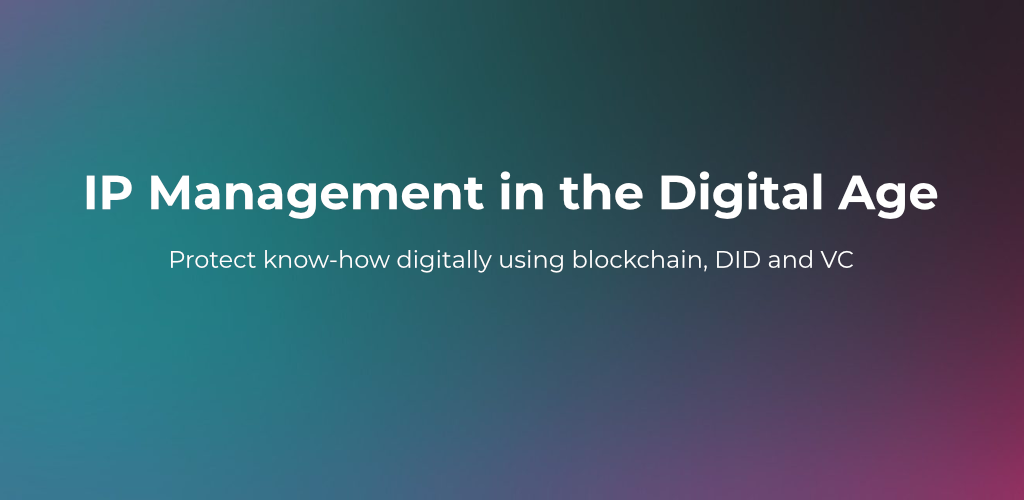 IP Management in the Digital Age
Protect know-how digitally using blockchain, DID and VC